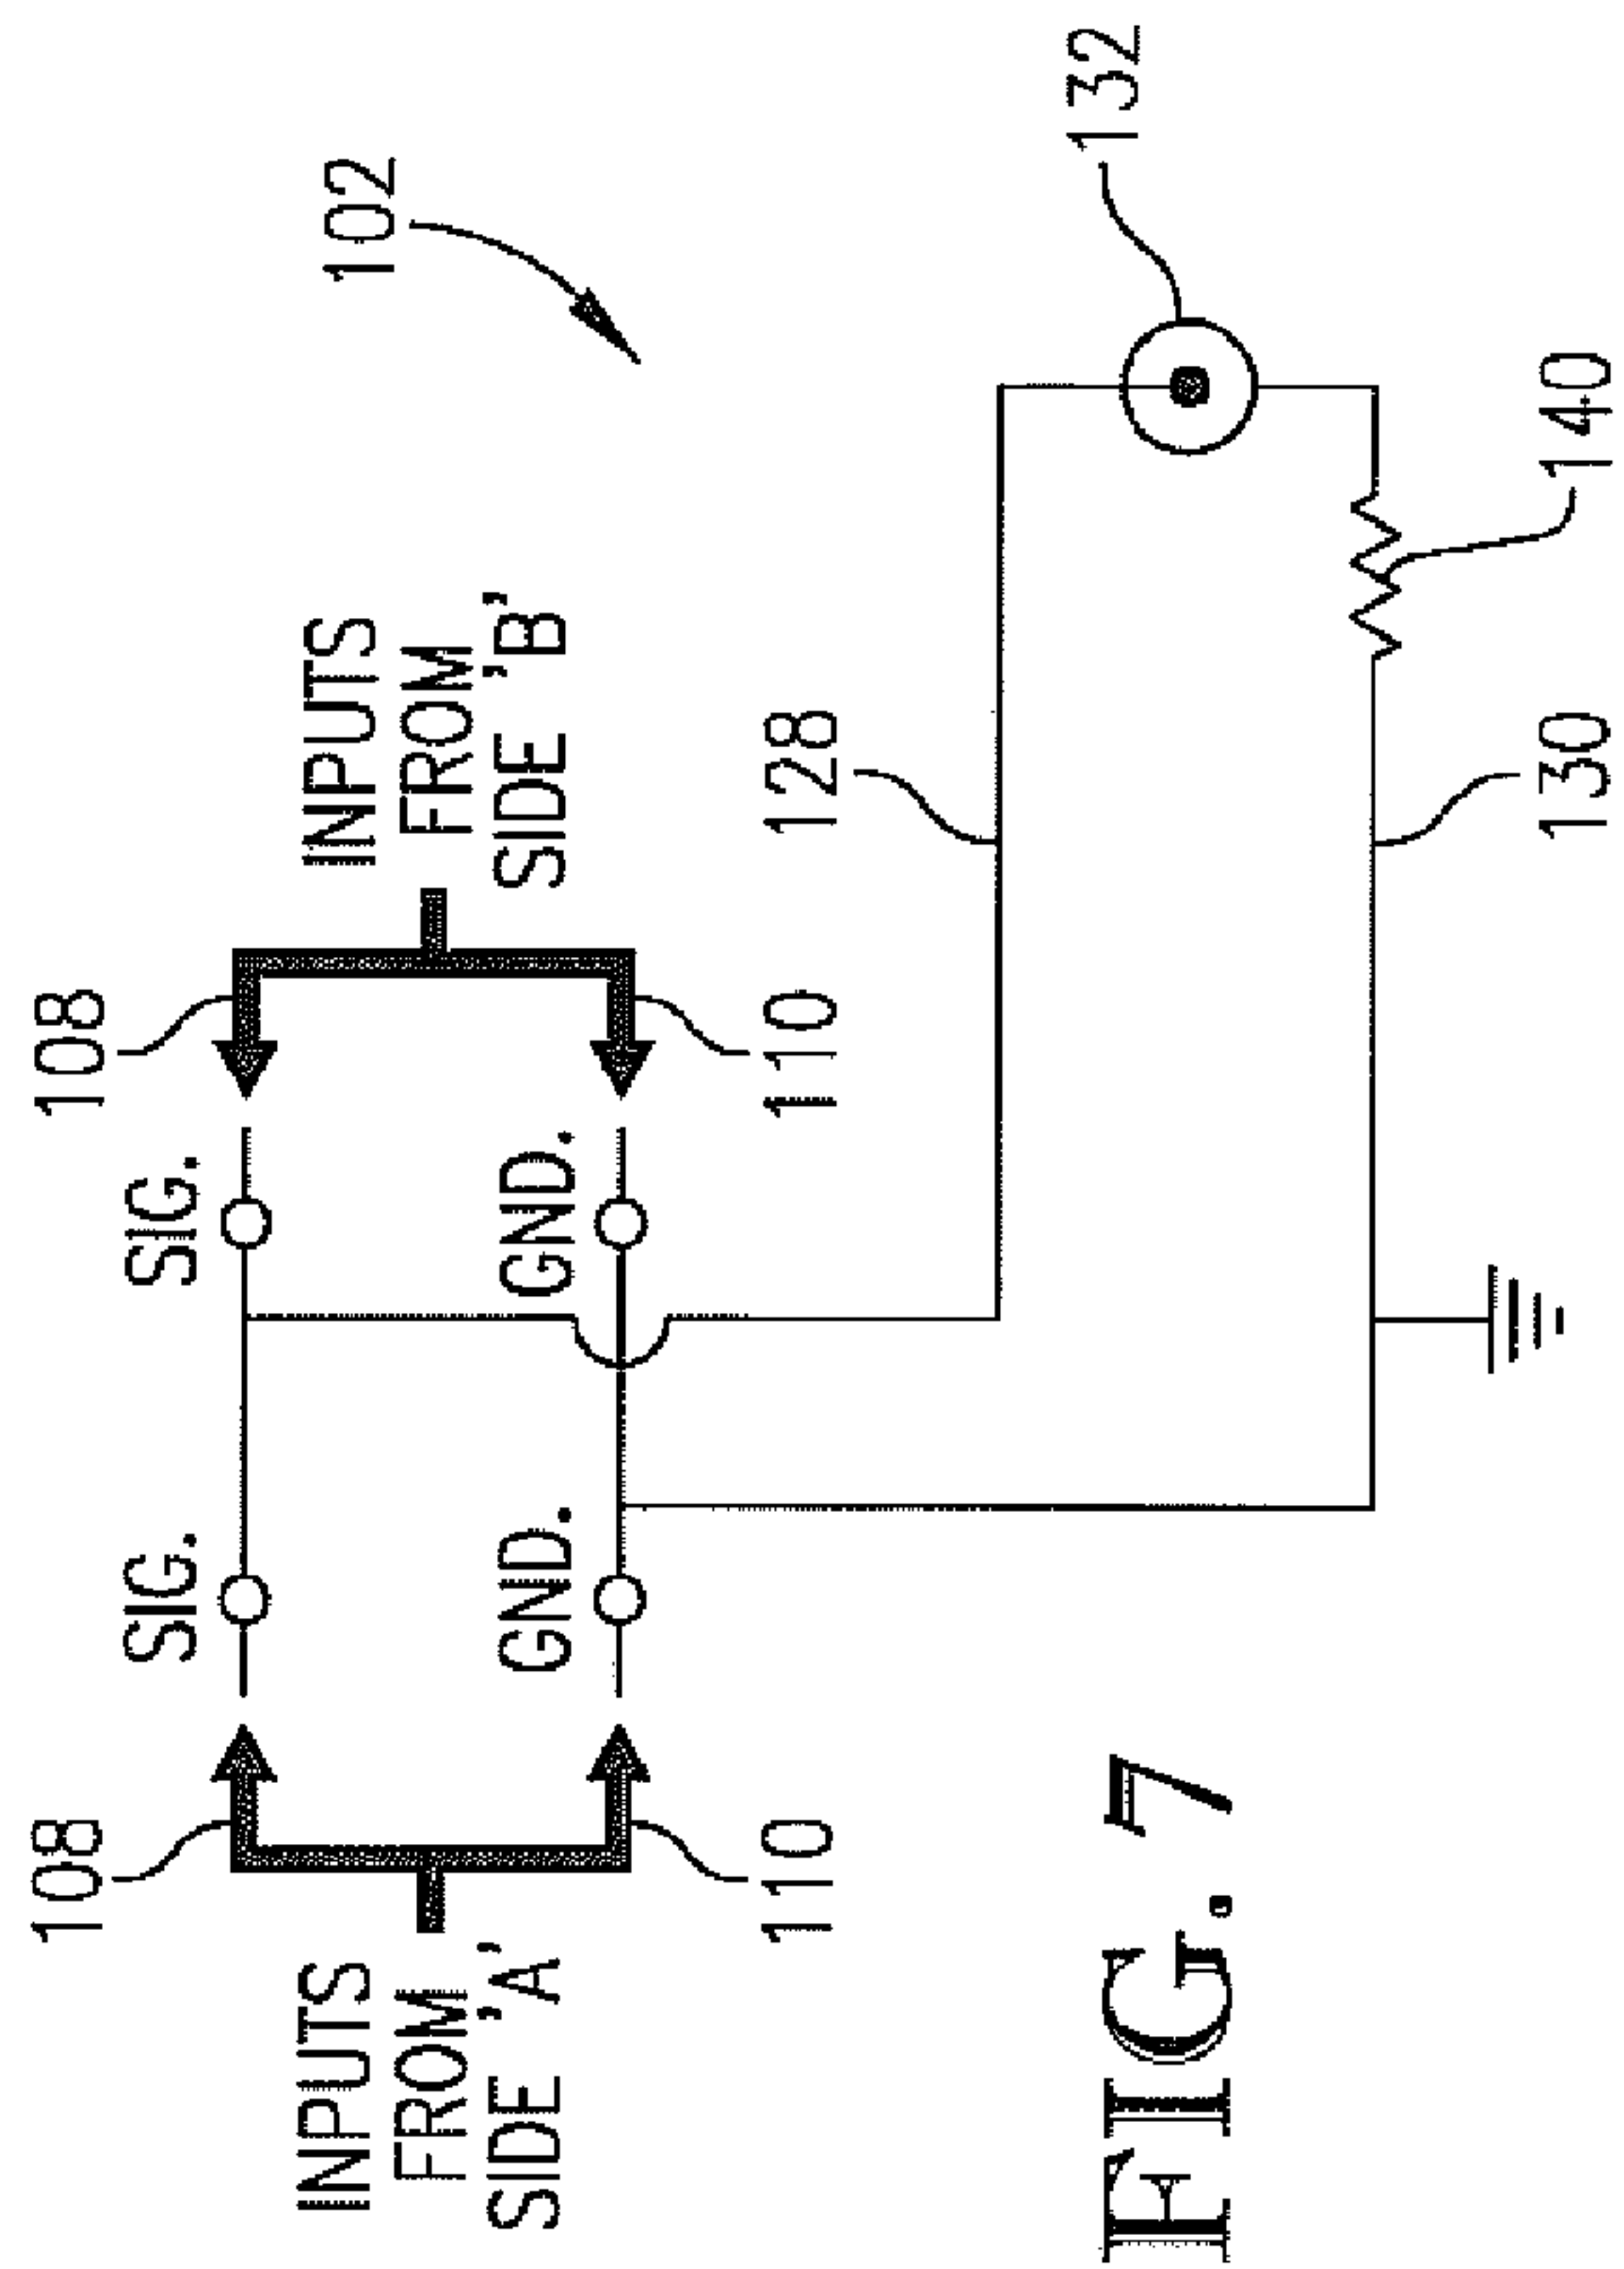 102
INPUTS
FROM
SIDE 'A'
108
110
SIG.
GND.
SIG.
GND.
108
110
INPUTS
FROM
SIDE 'B'
128
132
130
140
FIG. 7